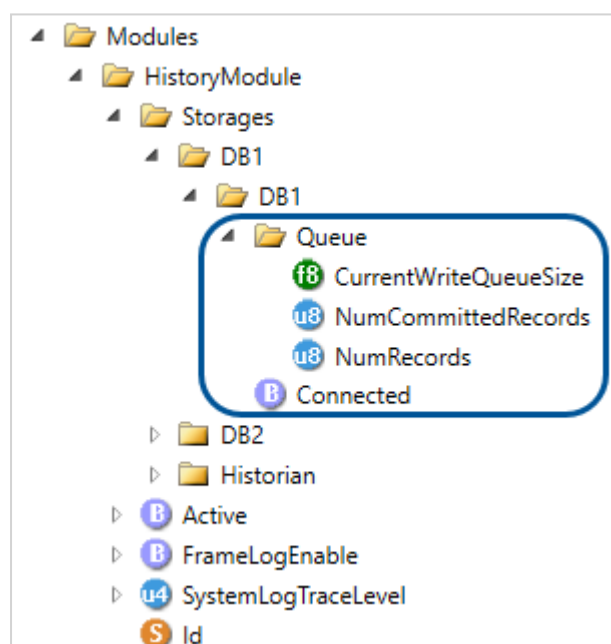 Modules
HistoryModule
Storages
DB1
DB1
Queue
f8 CurrentWriteQueueSize
u8 NumCommittedRecords
u8 NumRecords
B Connected
DB2
Historian
B Active
B FrameLogEnable
u4 SystemLogTraceLevel
S Id